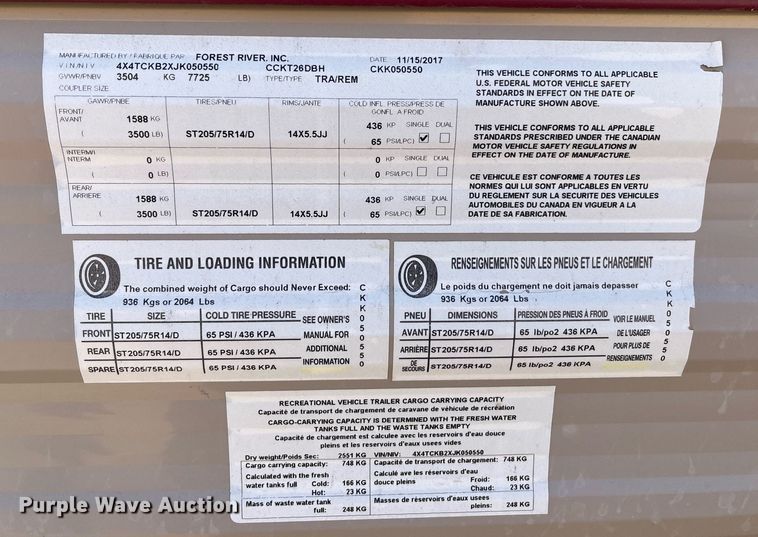 MANUFACTURED BY / FABRIQUE PAR FOREST RIVER, INC. DATE 11/15/2017
V I N / N I V 4X4TCKB2XJK050550 CCKT26DBH CKK050550
GVWR/PNBV 3504 KG 7725 LB) TYPE/TYPE TRA/REM
COUPLER SIZE
GAWR/PNBE TIRES/PNEU RIMS/JANTE COLD INFL. PRESS/PRESS DE GONFL A FROID
FRONT/ AVANT 1588 KG 436 KP SINGLE DUAL
( 3500 LB) ST205/75R14/D 14X5.5JJ ( 65 PSI/LPC)
INTERM/I NTERM 0 KG 0 KP SINGLE DUAL
( 0 LB) ( 0 PSI/LPC)
REAR/ ARRIERE 1588 KG 436 KP SINGLE DUAL
( 3500 LB) ST205/75R14/D 14X5.5JJ ( 65 PSI/LPC)
THIS VEHICLE CONFORMS TO ALL APPLICABLE
U.S. FEDERAL MOTOR VEHICLE SAFETY
STANDARDS IN EFFECT ON THE DATE OF
MANUFACTURE SHOWN ABOVE.
THIS VEHICLE CONFORMS TO ALL APPLICABLE
STANDARDS PRESCRIBED UNDER THE CANADIAN
MOTOR VEHICLE SAFETY REGULATIONS IN
EFFECT ON THE DATE OF MANUFACTURE.
CE VEHICULE EST CONFORME A TOUTES LES
NORMES QUI LUI SONT APPLICABLES EN VERTU
DU REGLEMENT SUR LA SECURITE DES VEHICULES
AUTOMOBILES DU CANADA EN VIGUEUR A LA
DATE DE SA FABRICATION.
TIRE AND LOADING INFORMATION
The combined weight of Cargo should Never Exceed:
936 Kgs or 2064 Lbs
TIRE SIZE COLD TIRE PRESSURE SEE OWNER'S
FRONT ST205/75R14/D 65 PSI / 436 KPA MANUAL FOR
REAR ST205/75R14/D 65 PSI / 436 KPA ADDITIONAL
SPARE ST205/75R14/D 65 PSI / 436 KPA INFORMATION
CKK050550
RENSEIGNEMENTS SUR LES PNEUS ET LE CHARGEMENT
Le poids du chargement ne doit jamais depasser
936 Kgs or 2064 Lbs
PNEU DIMENSIONS PRESSION DES PNEUS À FROID VOIR LE MANUEL
AVANT ST205/75R14/D 65 lb/po2 436 KPA DE L'USAGER
ARRIÈRE ST205/75R14/D 65 lb/po2 436 KPA POUR PLUS DE
DE SECOURS ST205/75R14/D 65 lb/po2 436 KPA RENSEIGNEMENTS
CKK050550
RECREATIONAL VEHICLE TRAILER CARGO CARRYING CAPACITY
Capacité de transport de chargement de caravane de véhicule de récréation
CARGO-CARRYING CAPACITY IS DETERMINED WITH THE FRESH WATER
TANKS FULL AND THE WASTE TANKS EMPTY
Capacité de chargement est calculée avec les reservoirs d'eau douce
pleins et les reservoirs d'eaux usees vides
Dry weight/Poids Sec: 2551 KG VIN/NIV: 4X4TCKB2XJK050550
Cargo carrying capacity: 748 KG Capacite de transport de chargement: 748 KG
Calculated with the fresh Calculé ave les réservoirs d'eau
water tanks full Cold: 166 KG douce pleins Froid: 166 KG
Hot: 23 KG Chaud: 23 KG
Mass of waste water tank Masses de réservoirs d'eaux usees
full: 248 KG pleins: 248 KG
Purple Wave Auction